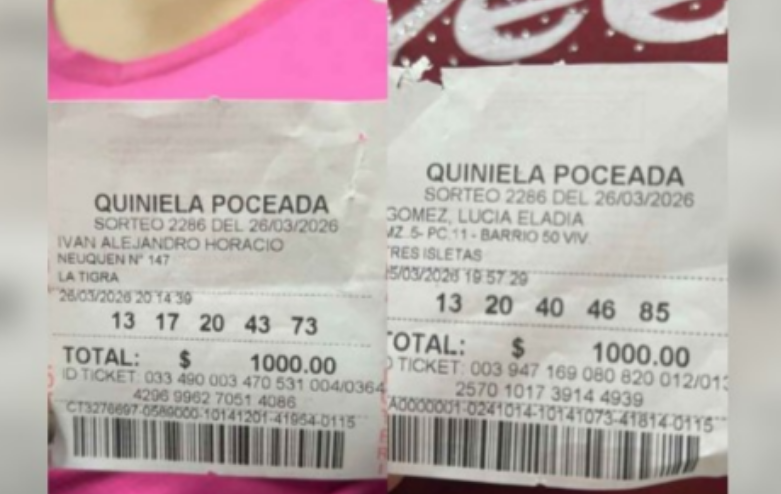 QUINIELA POCEADA
SORTEO 2286 DEL 26/03/2026
IVAN ALEJANDRO HORACIO
NEUQUEN N° 147
LA TIGRA
26/03/2026 20:14:39
13 17 20 43 73
TOTAL: $ 1000.00
ID TICKET: 033 490 003 470 531 004/0364
4296 9962 7051 4086
CT3276697-0589000-10141201-41954-0115
QUINIELA POCEADA
SORTEO 2286 DEL 26/03/2026
GOMEZ, LUCIA ELADIA
MZ. 5- PC.11 - BARRIO 50 VIV.
RES ISLETAS
5/03/2026 19:57:29
13 20 40 46 85
OTAL: $ 1000.00
D TICKET: 003 947 169 080 820 012/013
2570 1017 3914 4939
A0000001-0241014-10141073-41814-0115